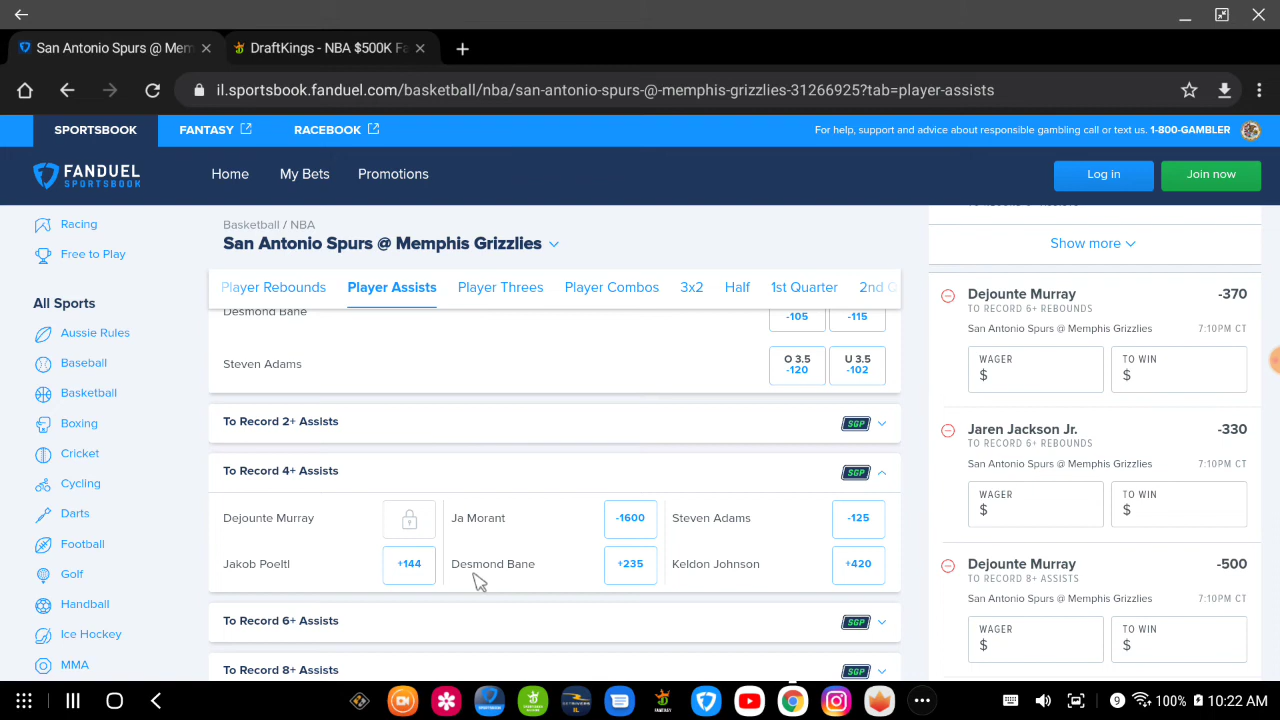 San Antonio Spurs @ Mem
DraftKings - NBA $500K Fa
il.sportsbook.fanduel.com/basketball/nba/san-antonio-spurs-@-memphis-grizzlies-31266925?tab=player-assists
SPORTSBOOK FANTASY RACEBOOK For help, support and advice about responsible gambling call or text us. 1-800-GAMBLER
FANDUEL
SPORTSBOOK
Home My Bets Promotions Log in Join now
Racing
Free to Play
All Sports
Aussie Rules
Baseball
Basketball
Boxing
Cricket
Cycling
Darts
Football
Golf
Handball
Ice Hockey
MMA
Basketball / NBA
San Antonio Spurs @ Memphis Grizzlies
Player Rebounds Player Assists Player Threes Player Combos 3x2 Half 1st Quarter 2nd Q
Desmond Bane -105 -115
Steven Adams O 3.5 -120 U 3.5 -102
To Record 2+ Assists SGP
To Record 4+ Assists SGP
Dejounte Murray Ja Morant -1600 Steven Adams -125
Jakob Poeltl +144 Desmond Bane +235 Keldon Johnson +420
To Record 6+ Assists SGP
To Record 8+ Assists SGP
Show more
Dejounte Murray -370
TO RECORD 6+ REBOUNDS
San Antonio Spurs @ Memphis Grizzlies 7:10PM CT
WAGER TO WIN
$ $
Jaren Jackson Jr. -330
TO RECORD 6+ REBOUNDS
San Antonio Spurs @ Memphis Grizzlies 7:10PM CT
WAGER TO WIN
$ $
Dejounte Murray -500
TO RECORD 8+ ASSISTS
San Antonio Spurs @ Memphis Grizzlies 7:10PM CT
WAGER TO WIN
$ $
9 100% 10:22 AM